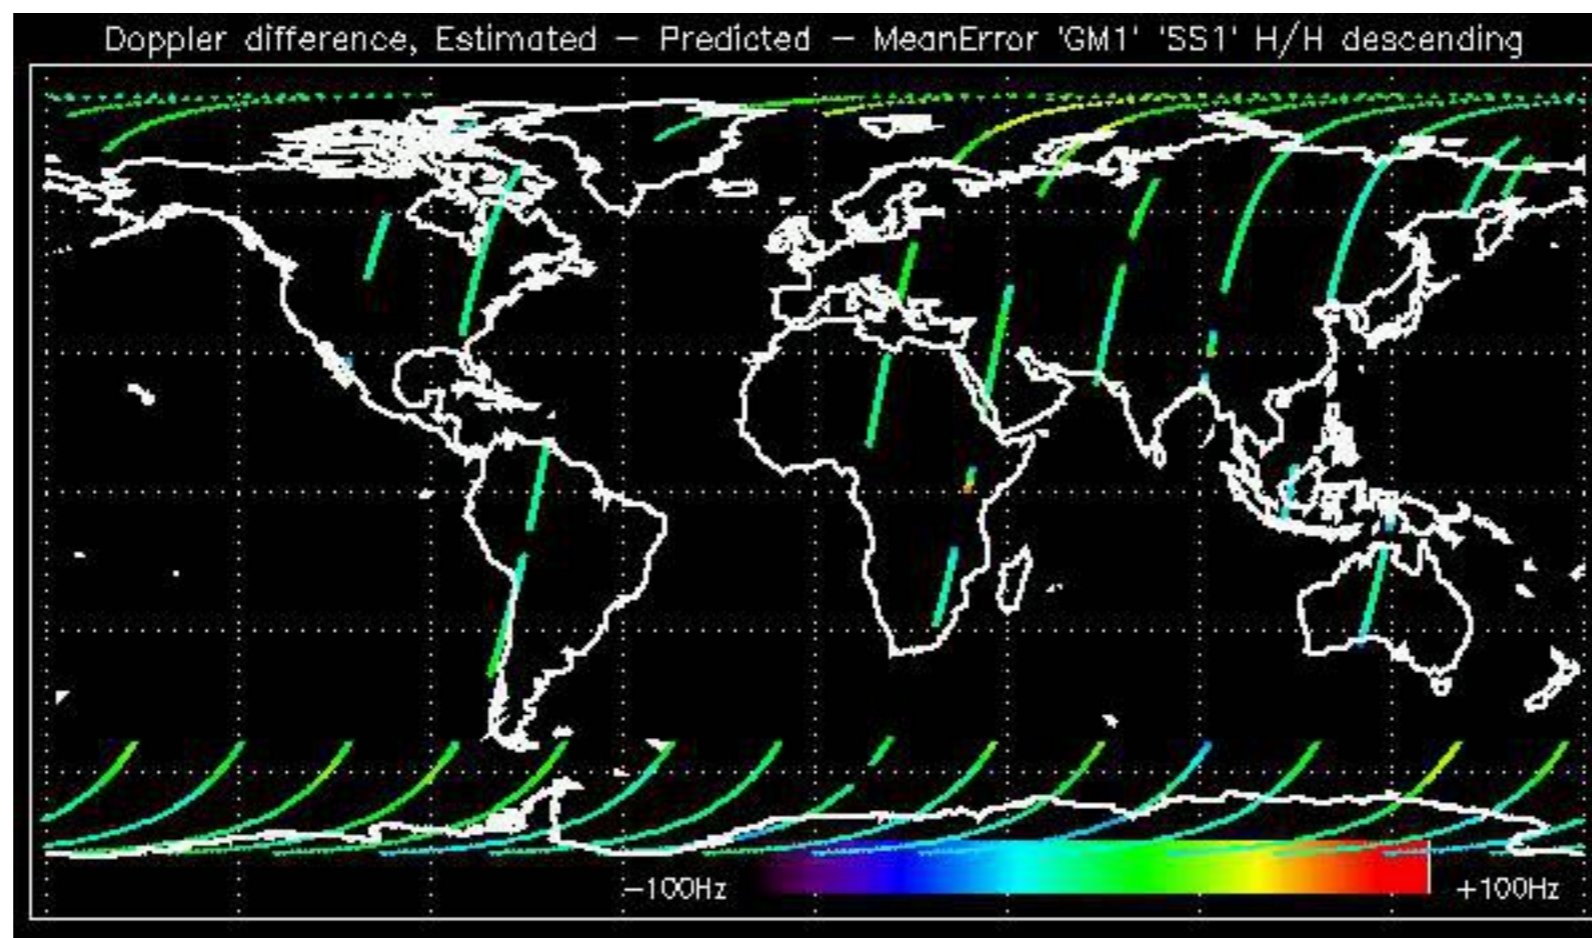 Doppler difference, Estimated – Predicted – MeanError 'GM1' 'SS1' H/H descending
–100Hz
+100Hz